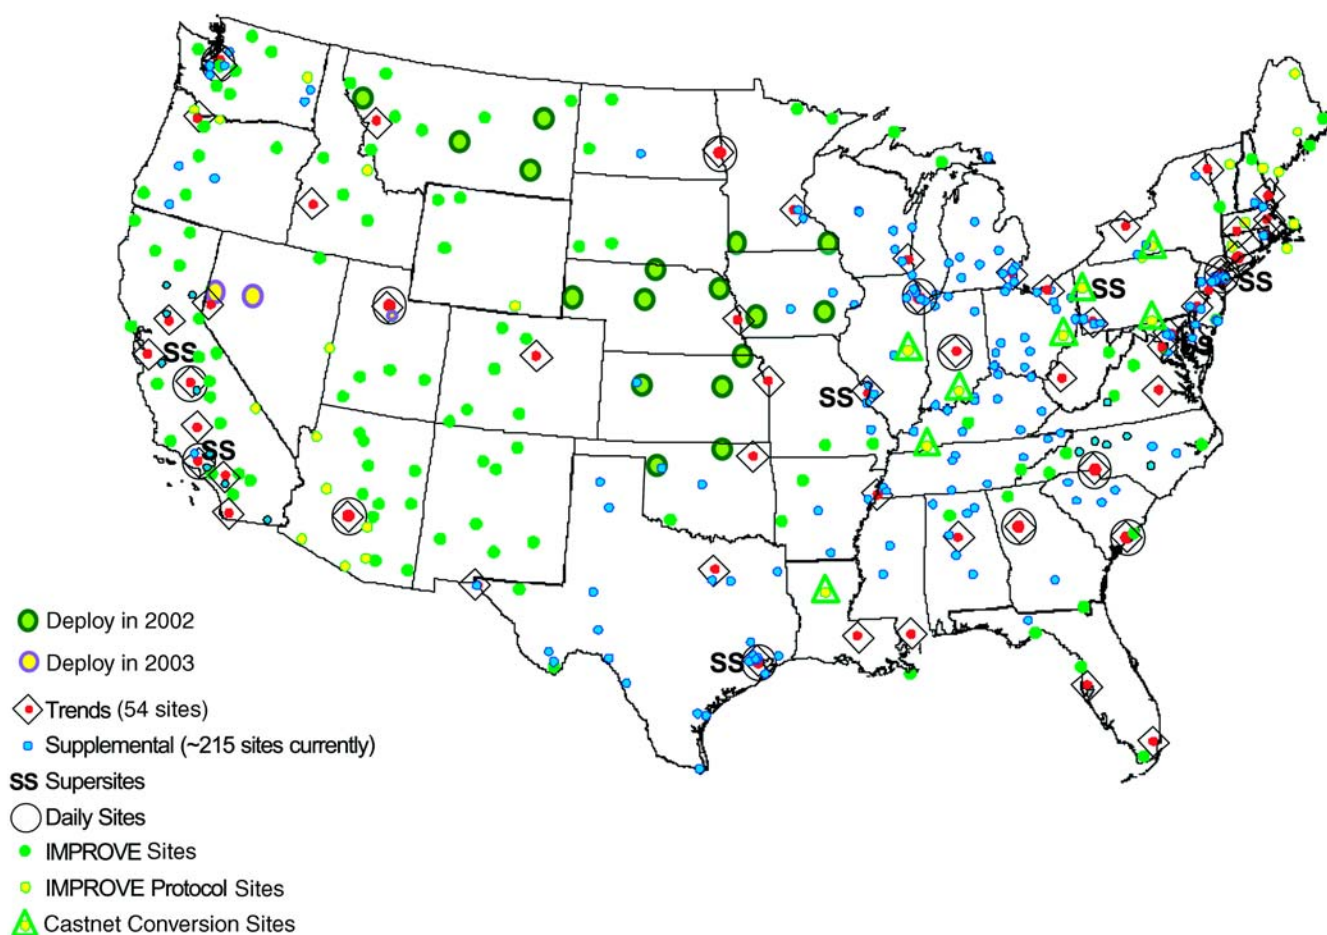 SS
SS
SS
SS
SS
SS
SS
Deploy in 2002
Deploy in 2003
Trends (54 sites)
Supplemental (~215 sites currently)
SS Supersites
Daily Sites
IMPROVE Sites
IMPROVE Protocol Sites
Castnet Conversion Sites